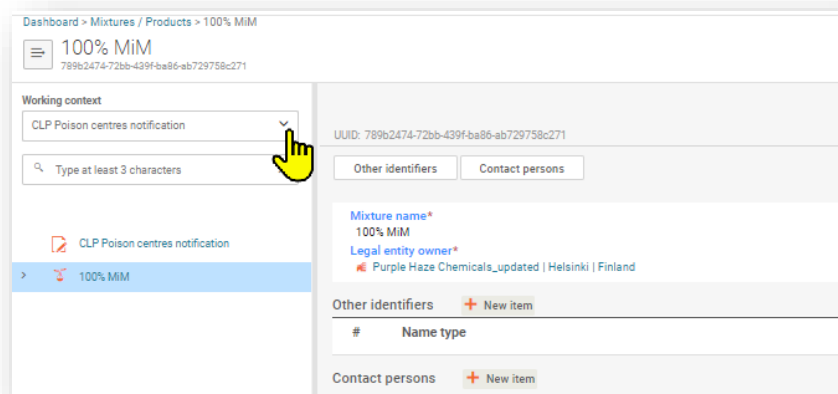 Dashboard > Mixtures / Products > 100% MiM
100% MiM
789b2474-72bb-439f-ba86-ab729758c271
Working context
CLP Poison centres notification
Type at least 3 characters
CLP Poison centres notification
100% MiM
UUID: 789b2474-72bb-439f-ba86-ab729758c271
Other identifiers Contact persons
Mixture name*
100% MiM
Legal entity owner*
Purple Haze Chemicals_updated | Helsinki | Finland
Other identifiers + New item
# Name type
Contact persons + New item